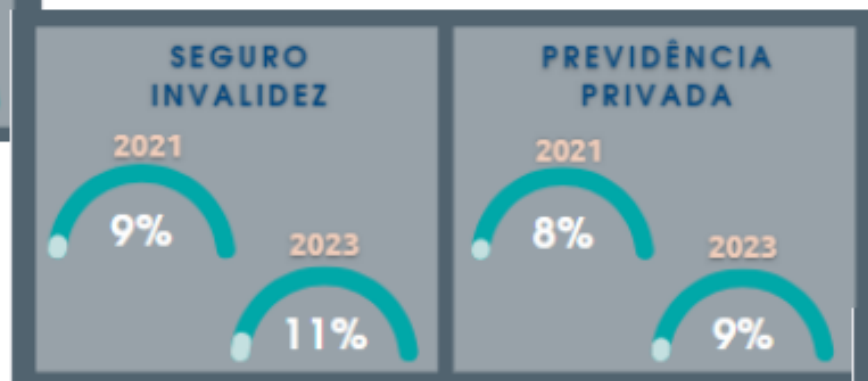 SEGURO
INVALIDEZ
2021
9%
2023
11%
PREVIDÊNCIA
PRIVADA
2021
8%
2023
9%